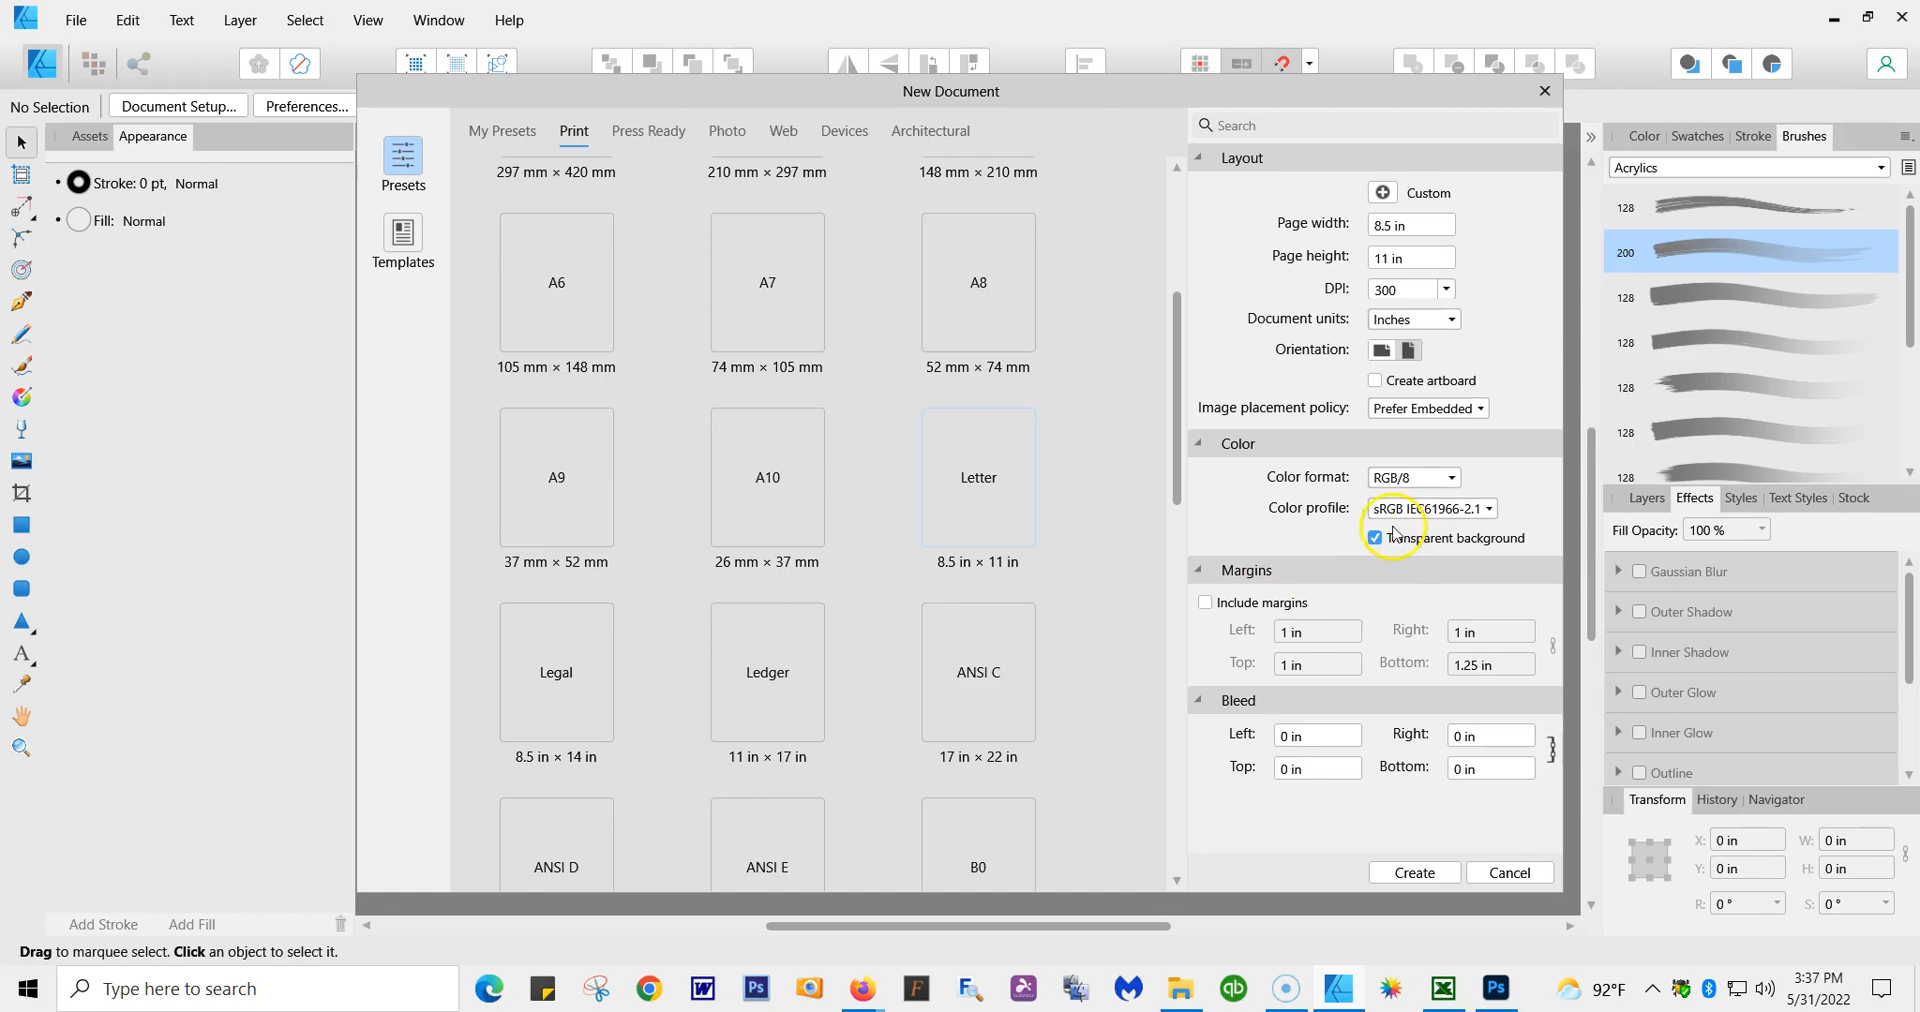 File Edit Text Layer Select View Window Help
No Selection Document Setup... Preferences...
Assets Appearance
Stroke: 0 pt, Normal
Fill: Normal
New Document
Presets
Templates
My Presets Print Press Ready Photo Web Devices Architectural
297 mm × 420 mm 210 mm × 297 mm 148 mm × 210 mm
A6 A7 A8
105 mm × 148 mm 74 mm × 105 mm 52 mm × 74 mm
A9 A10 Letter
37 mm × 52 mm 26 mm × 37 mm 8.5 in × 11 in
Legal Ledger ANSI C
8.5 in × 14 in 11 in × 17 in 17 in × 22 in
ANSI D ANSI E B0
Search
Layout
Custom
Page width: 8.5 in
Page height: 11 in
DPI: 300
Document units: Inches
Orientation:
Create artboard
Image placement policy: Prefer Embedded
Color
Color format: RGB/8
Color profile: sRGB IEC61966-2.1
Transparent background
Margins
Include margins
Left: 1 in Right: 1 in
Top: 1 in Bottom: 1.25 in
Bleed
Left: 0 in Right: 0 in
Top: 0 in Bottom: 0 in
Create Cancel
Color Swatches Stroke Brushes
Acrylics
128
200
128
128
128
128
128
Layers Effects Styles Text Styles Stock
Fill Opacity: 100 %
Gaussian Blur
Outer Shadow
Inner Shadow
Outer Glow
Inner Glow
Outline
Transform History Navigator
X: 0 in W: 0 in
Y: 0 in H: 0 in
R: 0 ° S: 0 °
Add Stroke Add Fill
Drag to marquee select. Click an object to select it.
Type here to search
92°F
3:37 PM
5/31/2022